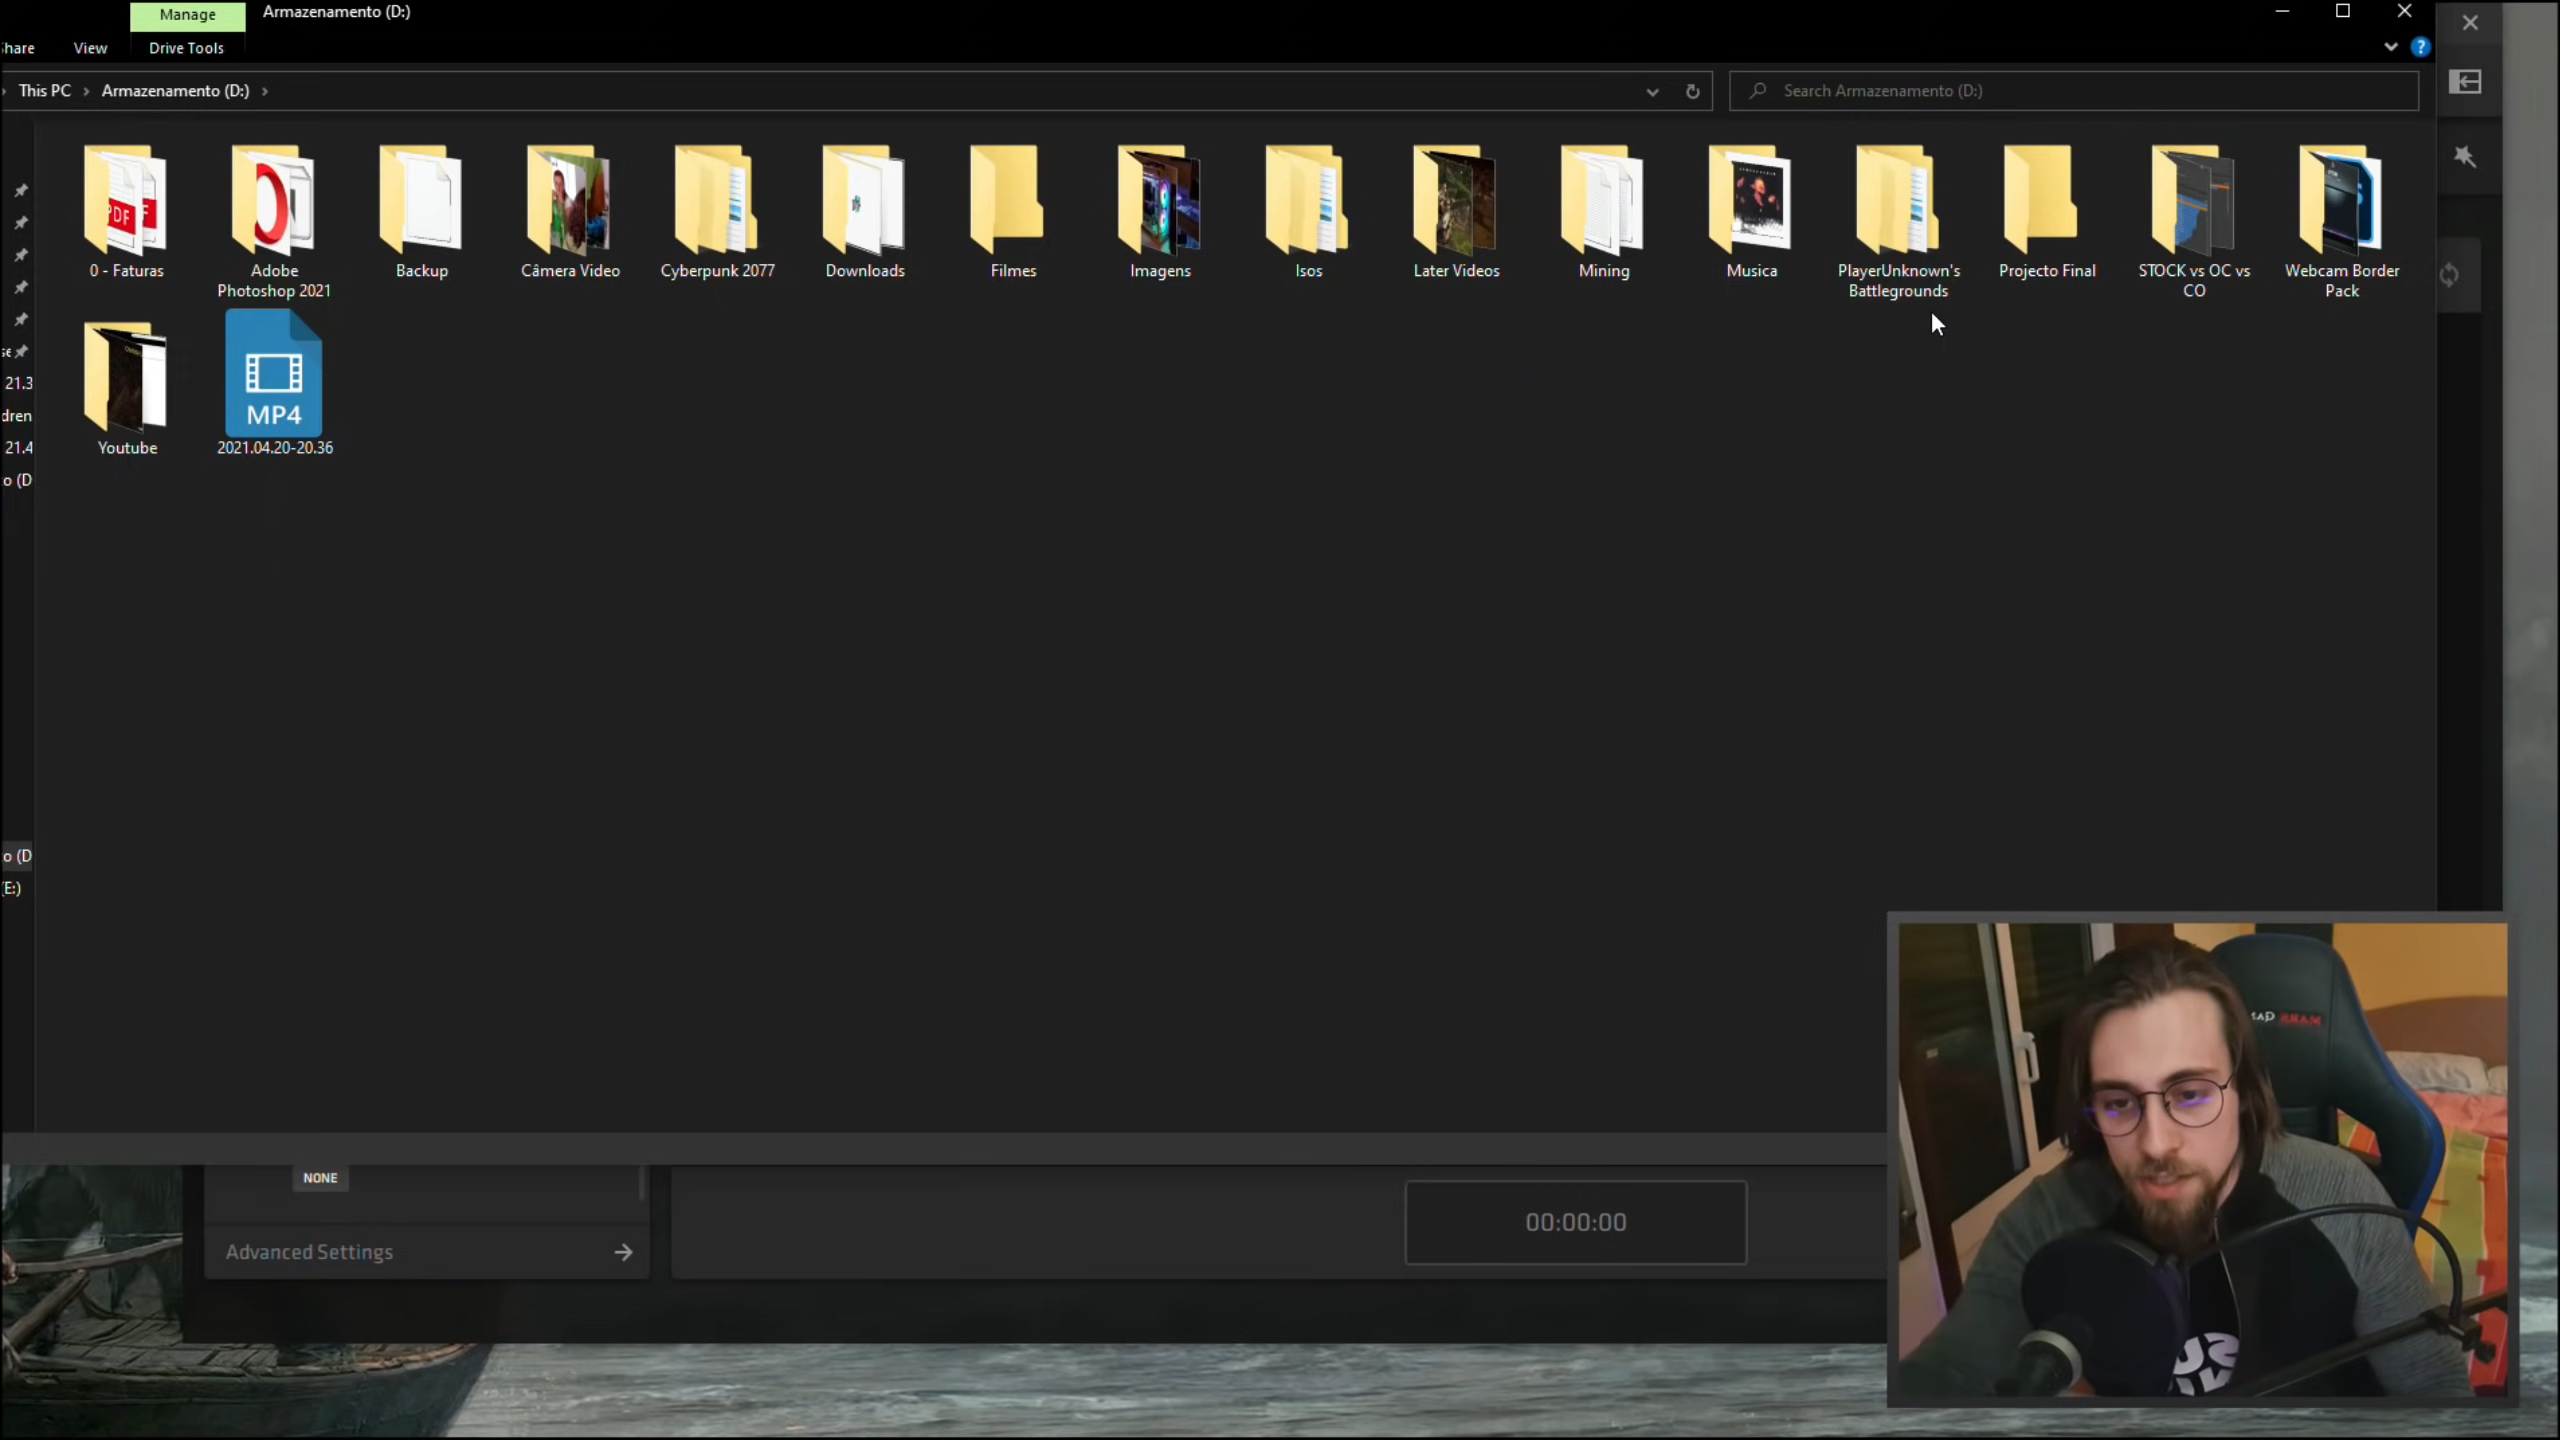 Manage
Armazenamento (D:)
View
Drive Tools
This PC
Armazenamento (D:)
Search Armazenamento (D:)
0 - Faturas
Adobe
Photoshop 2021
Backup
Câmera Video
Cyberpunk 2077
Downloads
Filmes
Imagens
Isos
Later Videos
Mining
Musica
PlayerUnknown's
Battlegrounds
Projecto Final
STOCK vs OC vs
CO
Webcam Border
Pack
21.3
dren
21.4
o (D
MP4
Youtube
2021.04.20-20.36
o (D
(E:)
NONE
Advanced Settings
00:00:00